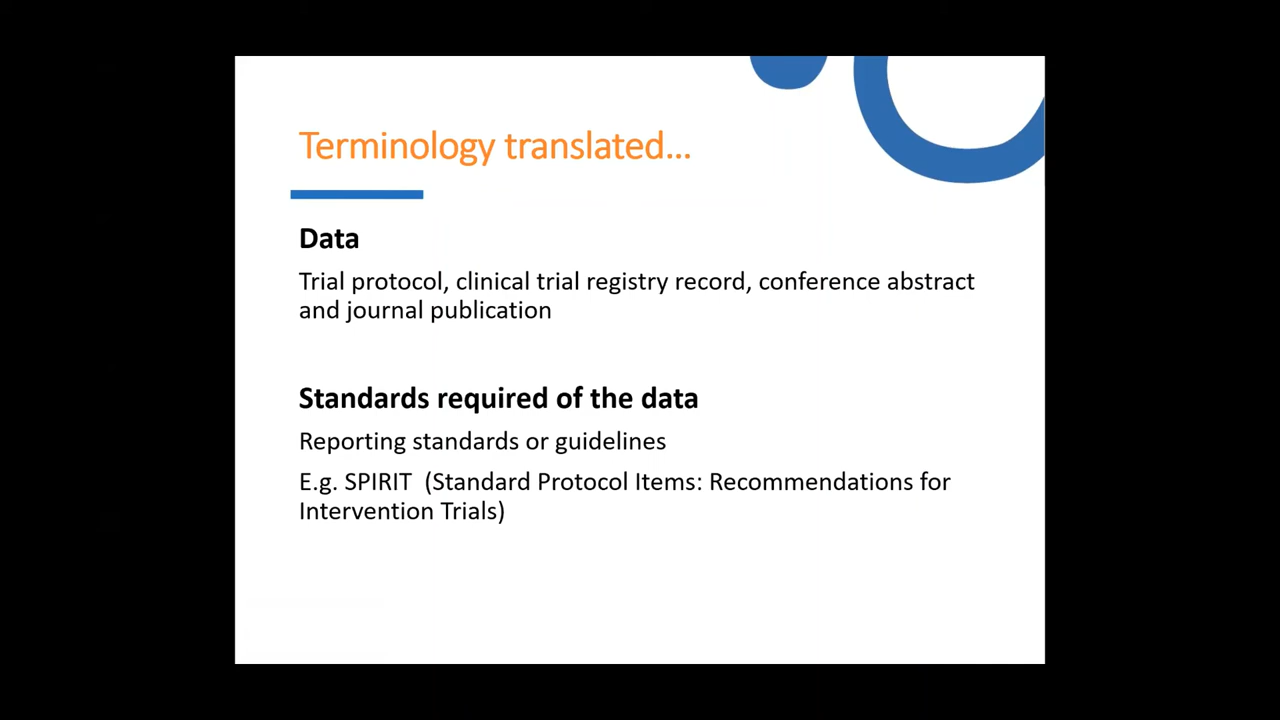 Terminology translated...
Data
Trial protocol, clinical trial registry record, conference abstract
and journal publication
Standards required of the data
Reporting standards or guidelines
E.g. SPIRIT  (Standard Protocol Items: Recommendations for
Intervention Trials)